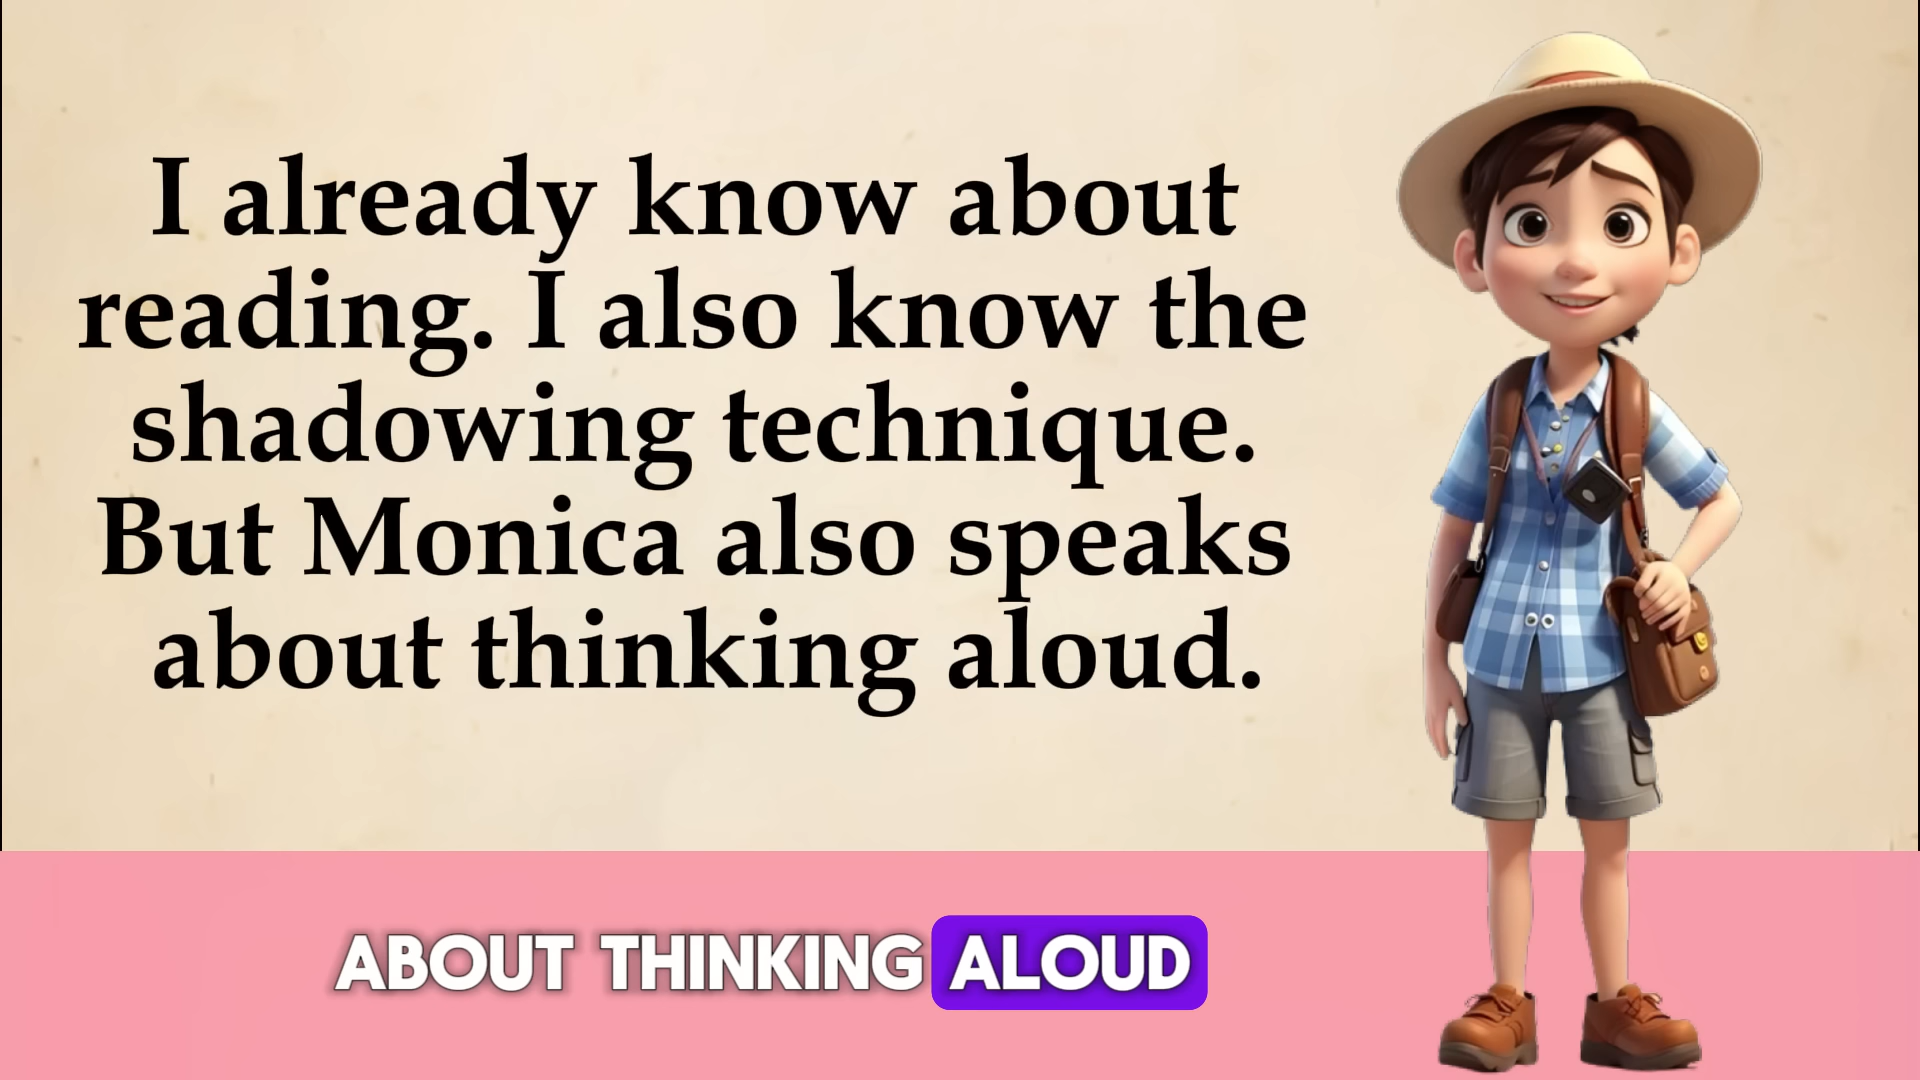 I already know about
reading. I also know the
shadowing technique.
But Monica also speaks
about thinking aloud.
ABOUT THINKING ALOUD